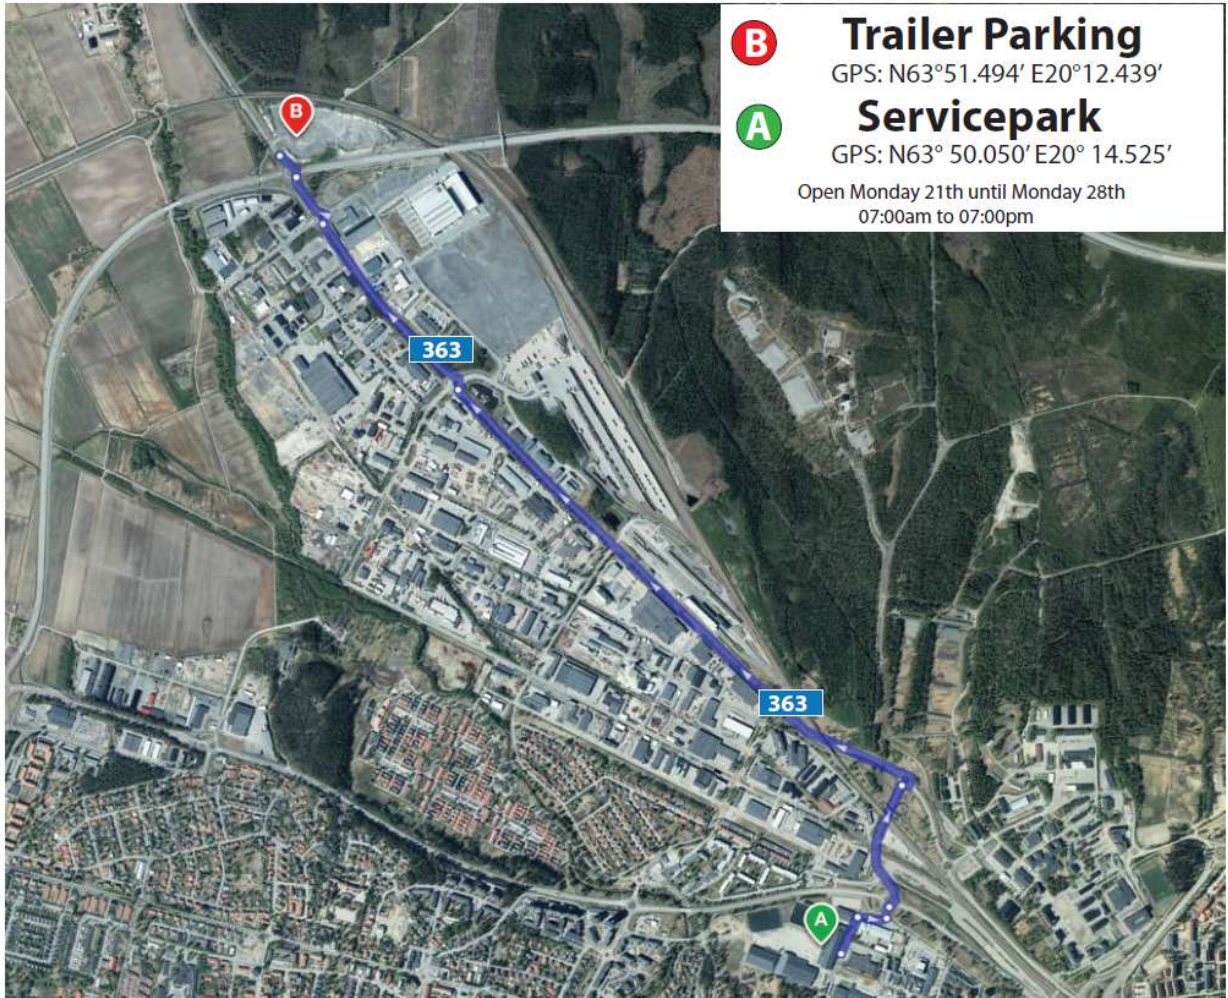 B Trailer Parking
GPS: N63°51.494′ E20°12.439′
A Servicepark
GPS: N63° 50.050′ E20° 14.525′
Open Monday 21th until Monday 28th
07:00am to 07:00pm
B
363
363
A